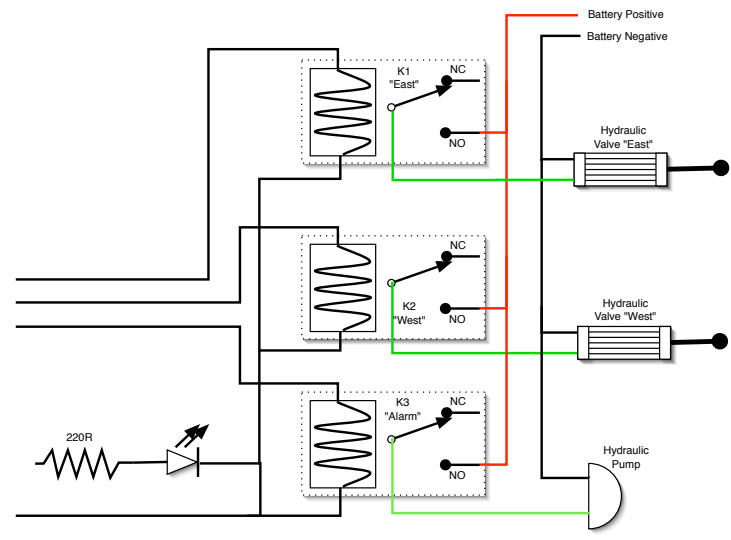 Battery Positive
Battery Negative
K1
"East"
NC
NO
Hydraulic
Valve "East"
NC
K2
"West"
NO
Hydraulic
Valve "West"
K3
"Alarm"
NC
NO
220R
Hydraulic
Pump